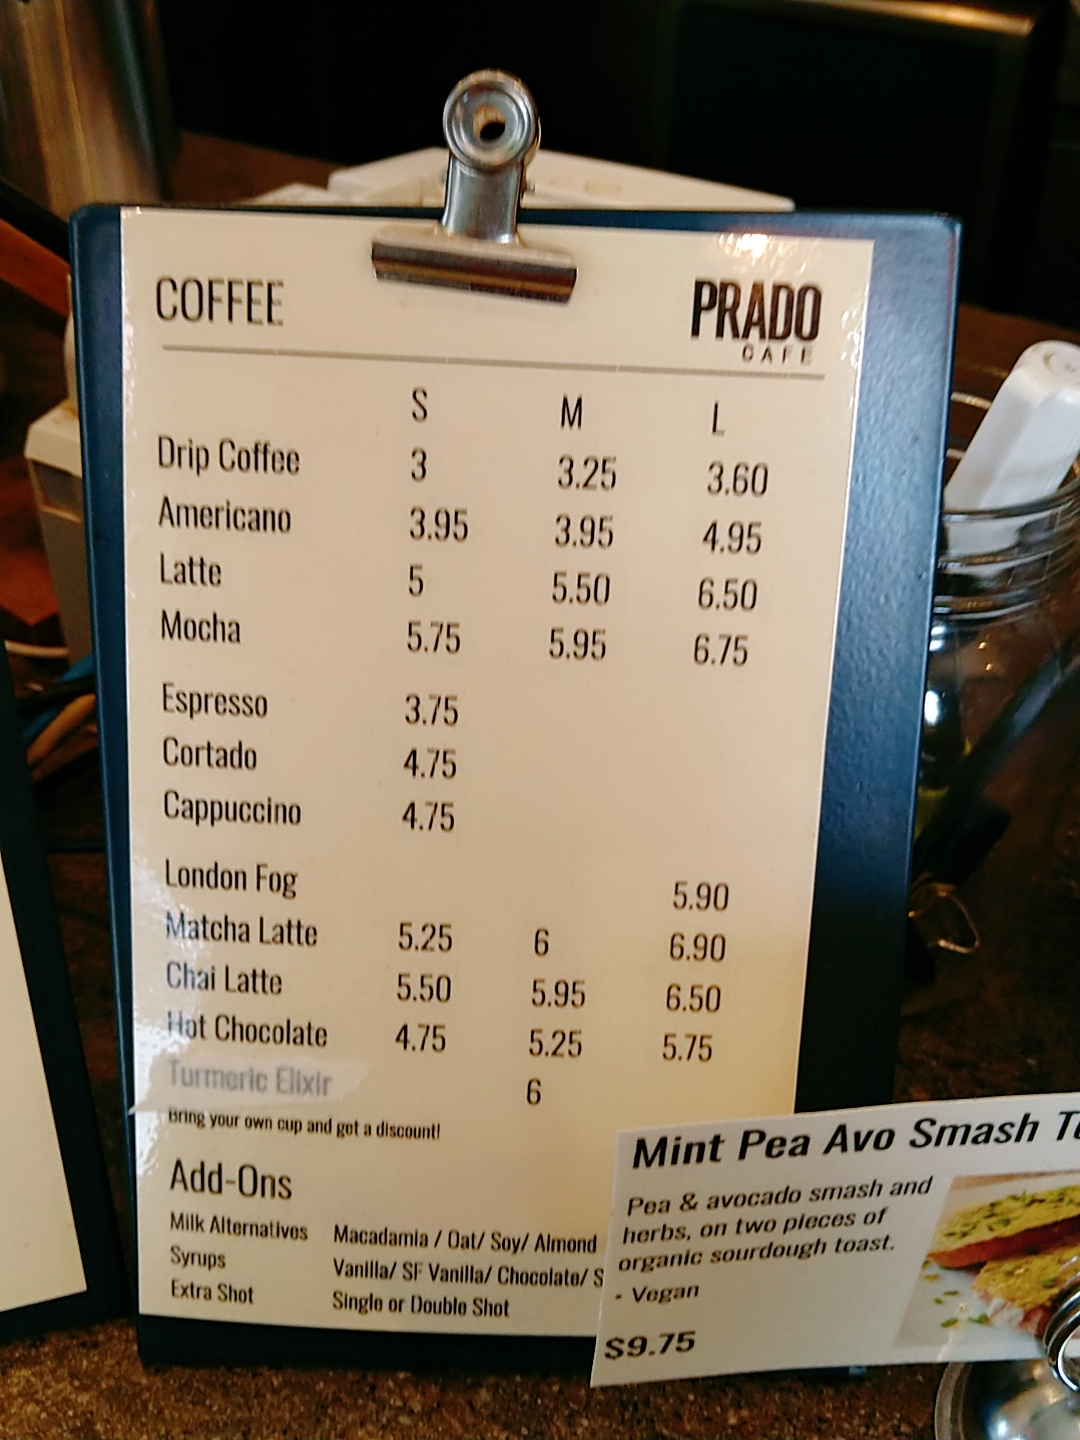 COFFEE
PRADO
CAFE
S M L
Drip Coffee 3 3.25 3.60
Americano 3.95 3.95 4.95
Latte 5 5.50 6.50
Mocha 5.75 5.95 6.75
Espresso 3.75
Cortado 4.75
Cappuccino 4.75
London Fog 5.90
Matcha Latte 5.25 6 6.90
Chai Latte 5.50 5.95 6.50
Hot Chocolate 4.75 5.25 5.75
Turmeric Elixir 6
Bring your own cup and get a discount!
Add-Ons
Milk Alternatives Macadamia / Oat/ Soy/ Almond
Syrups Vanilla/ SF Vanilla/ Chocolate/
Extra Shot Single or Double Shot
Mint Pea Avo Smash
Pea & avocado smash and
herbs, on two pieces of
organic sourdough toast.
- Vegan
$9.75